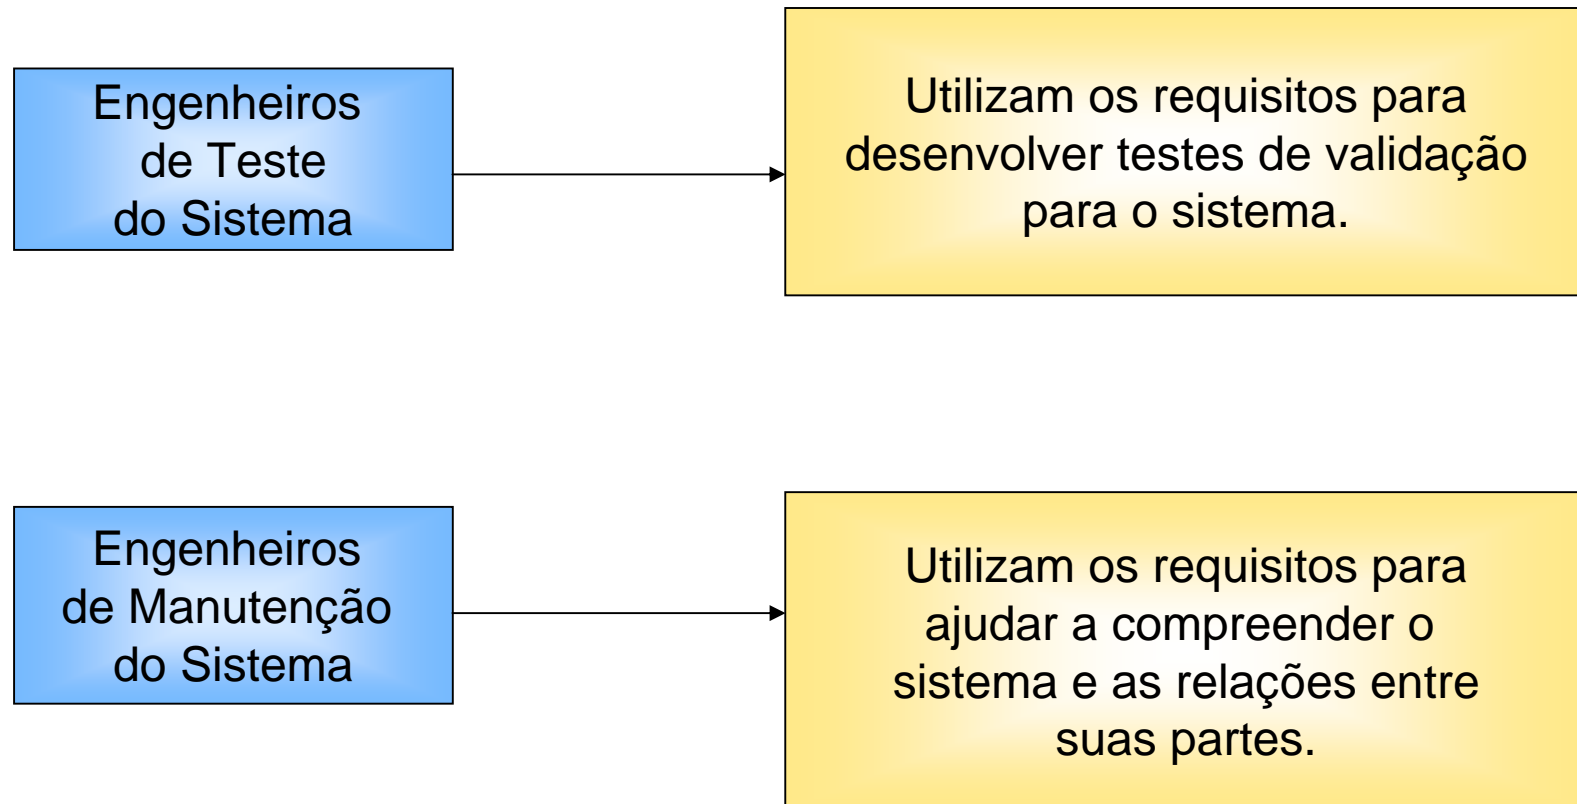 Engenheiros
de Teste
do Sistema
Utilizam os requisitos para
desenvolver testes de validação
para o sistema.
Engenheiros
de Manutenção
do Sistema
Utilizam os requisitos para
ajudar a compreender o
sistema e as relações entre
suas partes.